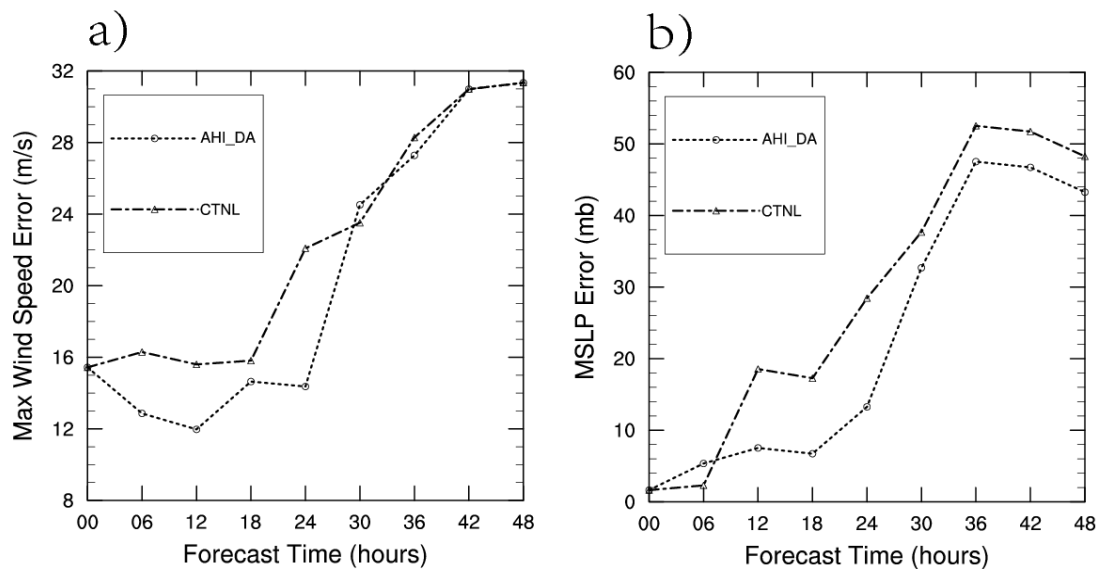 a)
Max Wind Speed Error (m/s)
32
28
24
20
16
12
8
AHI_DA
CTNL
00 06 12 18 24 30 36 42 48
Forecast Time (hours)
b)
MSLP Error (mb)
60
50
40
30
20
10
0
AHI_DA
CTNL
00 06 12 18 24 30 36 42 48
Forecast Time (hours)